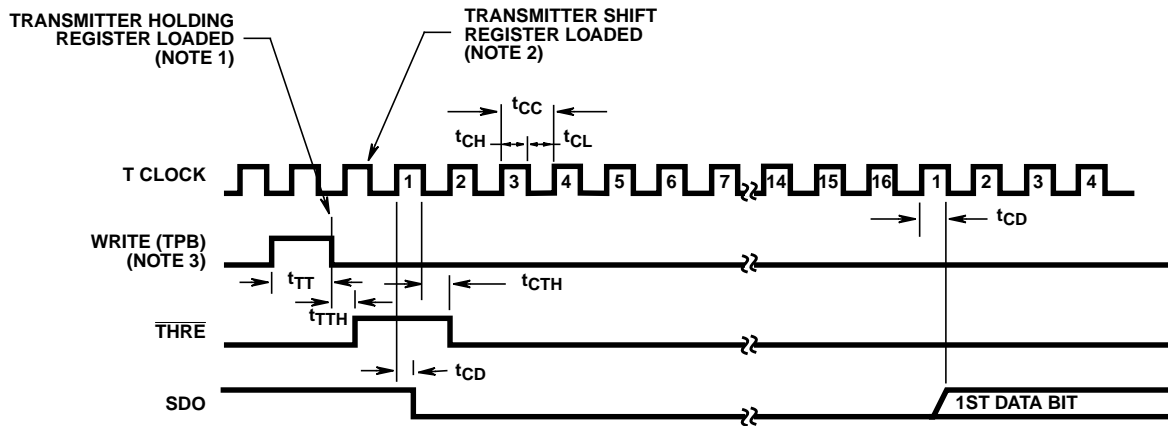 TRANSMITTER HOLDING
REGISTER LOADED
(NOTE 1)
TRANSMITTER SHIFT
REGISTER LOADED
(NOTE 2)
tCC
tCH
tCL
T CLOCK
1 2 3 4 5 6 7 14 15 16 1 2 3 4
tCD
WRITE (TPB)
(NOTE 3)
tTT
tCTH
tTTH
THRE
tCD
SDO
1ST DATA BIT